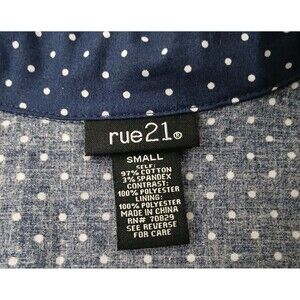 rue21®
SMALL
SELF:
97% COTTON
3% SPANDEX
CONTRAST:
100% POLYESTER
LINING:
100% POLYESTER
MADE IN CHINA
RN# 70829
SEE REVERSE
FOR CARE